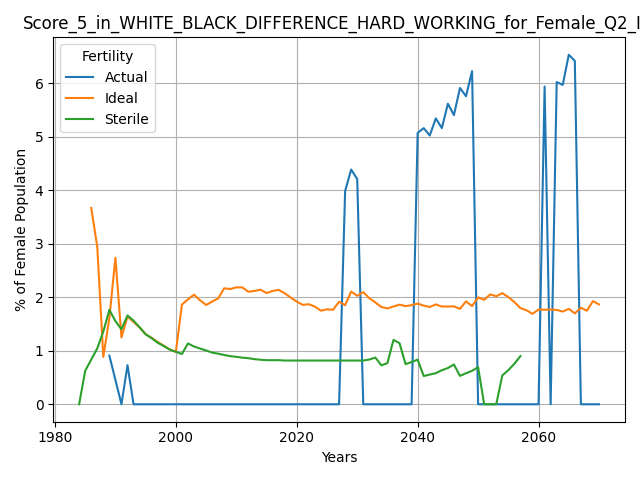 Score_5_in_WHITE_BLACK_DIFFERENCE_HARD_WORKING_for_Female_Q2_I
Fertility
Actual
Ideal
Sterile
% of Female Population
6
5
4
3
2
1
0
1980 2000 2020 2040 2060
Years